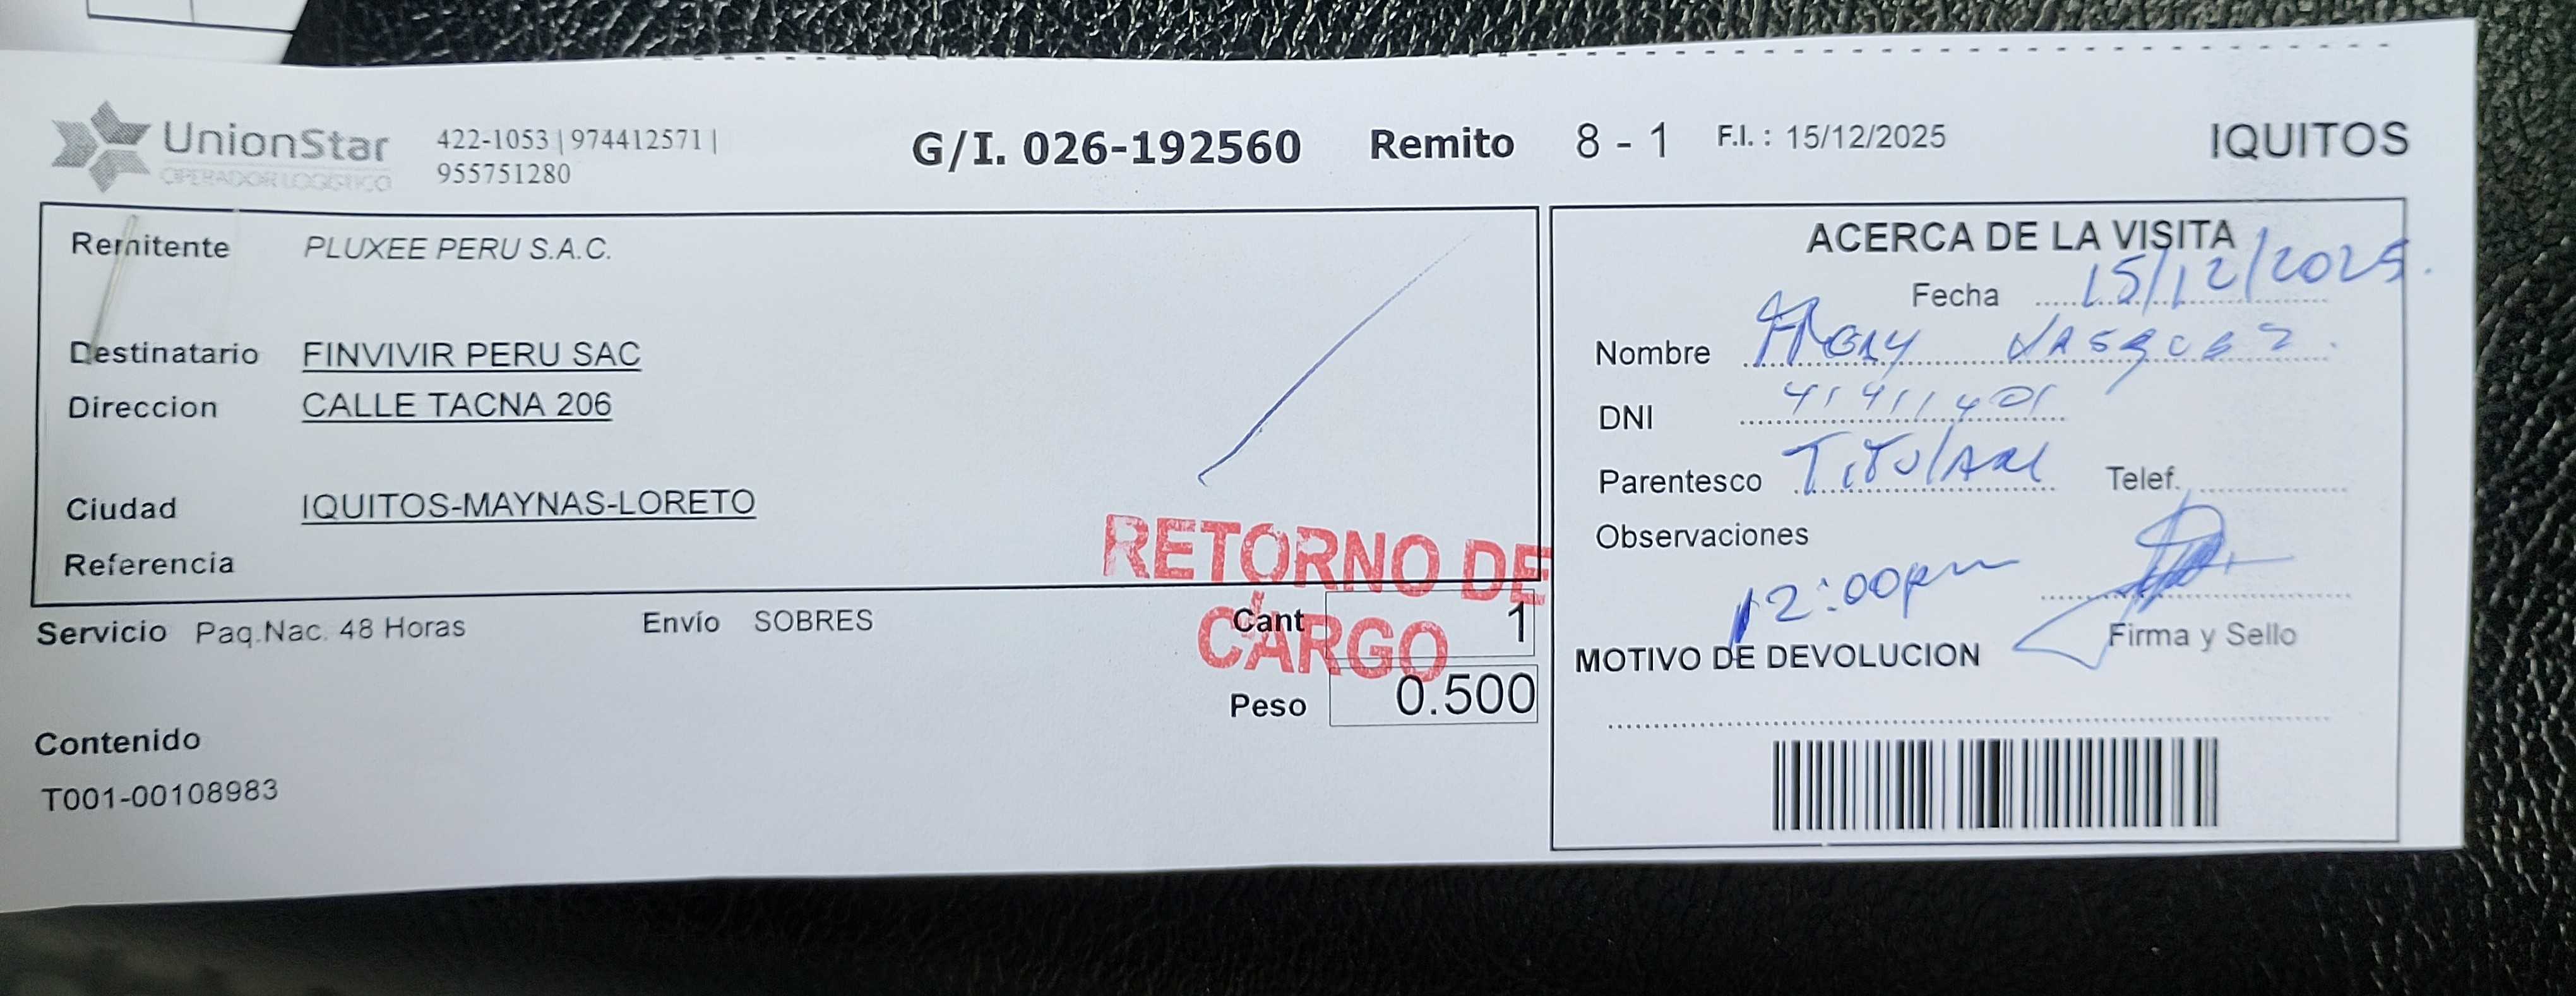 UnionStar
OPERADOR LOGISTICO
422-1053 | 974412571 |
955751280
G/I. 026-192560 Remito 8 - 1 F.I. : 15/12/2025 IQUITOS
Remitente PLUXEE PERU S.A.C.
Destinatario FINVIVIR PERU SAC
Direccion CALLE TACNA 206
Ciudad IQUITOS-MAYNAS-LORETO
Referencia
RETORNO DE
CARGO
Servicio Paq.Nac. 48 Horas Envío SOBRES Cant 1
Peso 0.500
Contenido
T001-00108983
ACERCA DE LA VISITA
Fecha 15/12/2025.
Nombre Vasquez
DNI
Parentesco Titular Telef.
Observaciones
12:00pm
Firma y Sello
MOTIVO DE DEVOLUCION